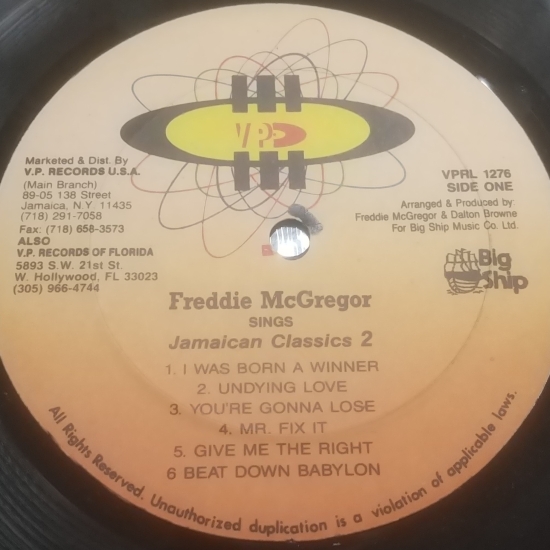 VP
Marketed & Dist. By
V.P. RECORDS U.S.A.
(Main Branch)
89-05 138 Street
Jamaica, N.Y. 11435
(718) 291-7058
Fax: (718) 658-3573
ALSO
V.P. RECORDS OF FLORIDA
5893 S.W. 21st St.
W. Hollywood, FL 33023
(305) 966-4744
VPRL 1276
SIDE ONE
Arranged & Produced by:
Freddie McGregor & Dalton Browne
For Big Ship Music Co. Ltd.
Big
Ship
Freddie McGregor
SINGS
Jamaican Classics 2
1. I WAS BORN A WINNER
2. UNDYING LOVE
3. YOU'RE GONNA LOSE
4. MR. FIX IT
5. GIVE ME THE RIGHT
6 BEAT DOWN BABYLON
All Rights Reserved. Unauthorized duplication is a violation of applicable laws.